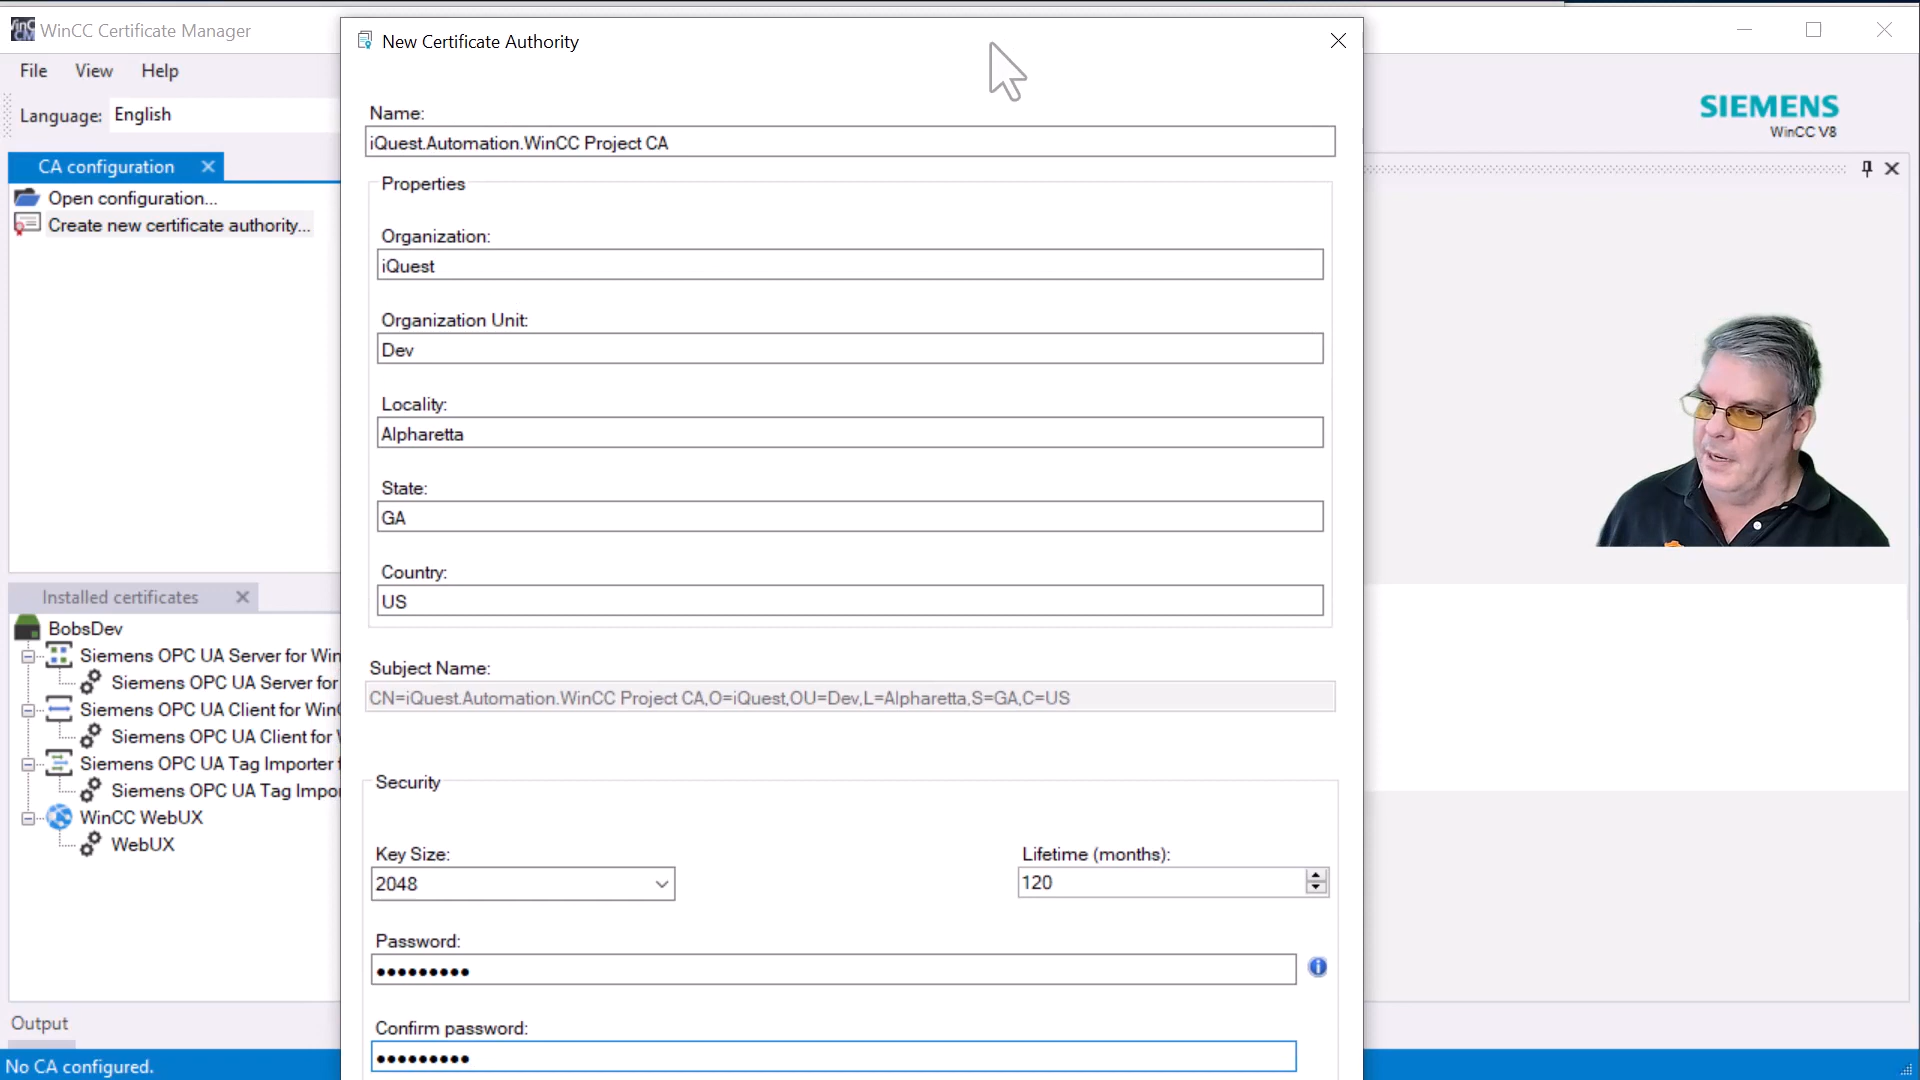 WinCC Certificate Manager
File View Help
Language: English
CA configuration
Open configuration...
Create new certificate authority...
Installed certificates
BobsDev
Siemens OPC UA Server for Win
Siemens OPC UA Server for
Siemens OPC UA Client for Win
Siemens OPC UA Client for
Siemens OPC UA Tag Importer
Siemens OPC UA Tag Impo
WinCC WebUX
WebUX
Output
No CA configured.
New Certificate Authority
Name:
iQuest.Automation.WinCC Project CA
Properties
Organization:
iQuest
Organization Unit:
Dev
Locality:
Alpharetta
State:
GA
Country:
US
Subject Name:
CN=iQuest.Automation.WinCC Project CA,O=iQuest,OU=Dev,L=Alpharetta,S=GA,C=US
Security
Key Size:
2048
Lifetime (months):
120
Password:
●●●●●●●●●
Confirm password:
●●●●●●●●●
SIEMENS
WinCC V8